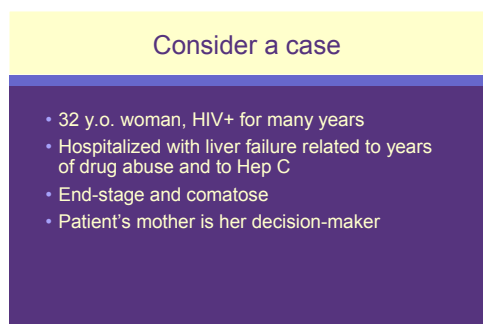 Consider a case
• 32 y.o. woman, HIV+ for many years
• Hospitalized with liver failure related to years
of drug abuse and to Hep C
• End-stage and comatose
• Patient's mother is her decision-maker